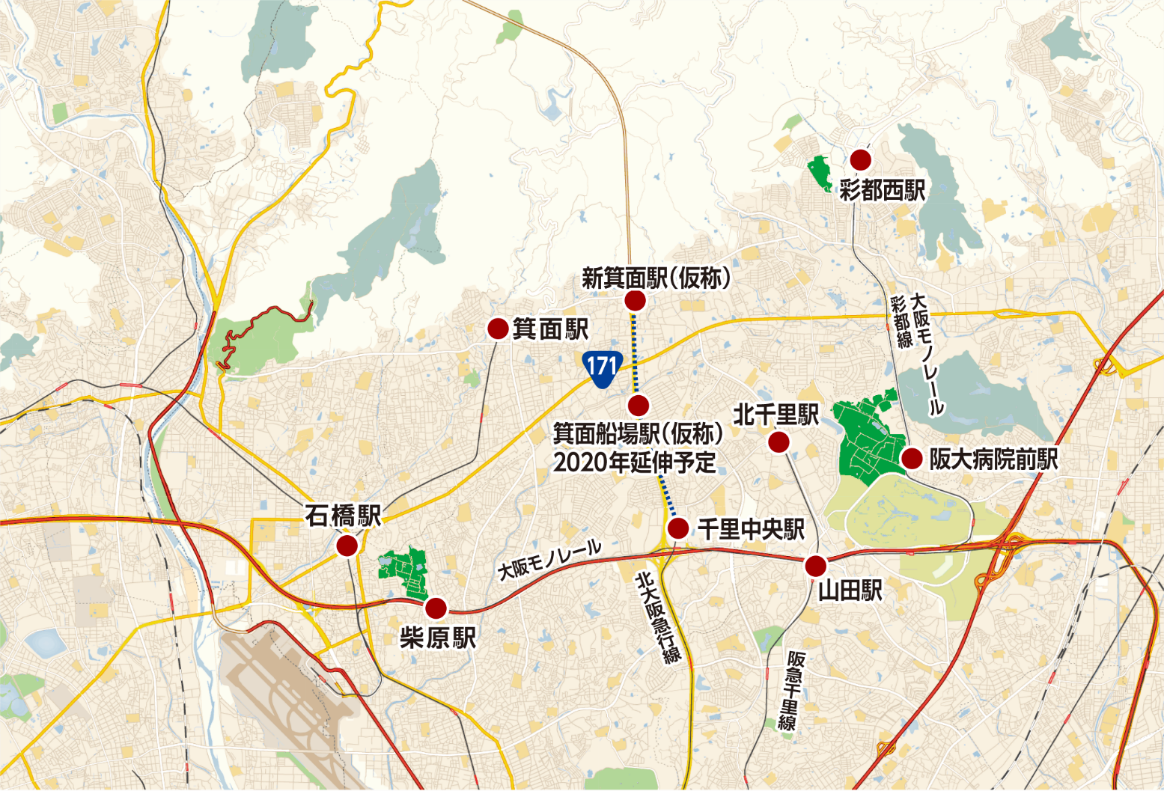 彩都西駅
新箕面駅(仮称)
箕面駅
171
大阪モノレール
彩都線
箕面船場駅(仮称)
2020年延伸予定
北千里駅
阪大病院前駅
石橋駅
千里中央駅
大阪モノレール
山田駅
北大阪急行線
柴原駅
阪急千里線